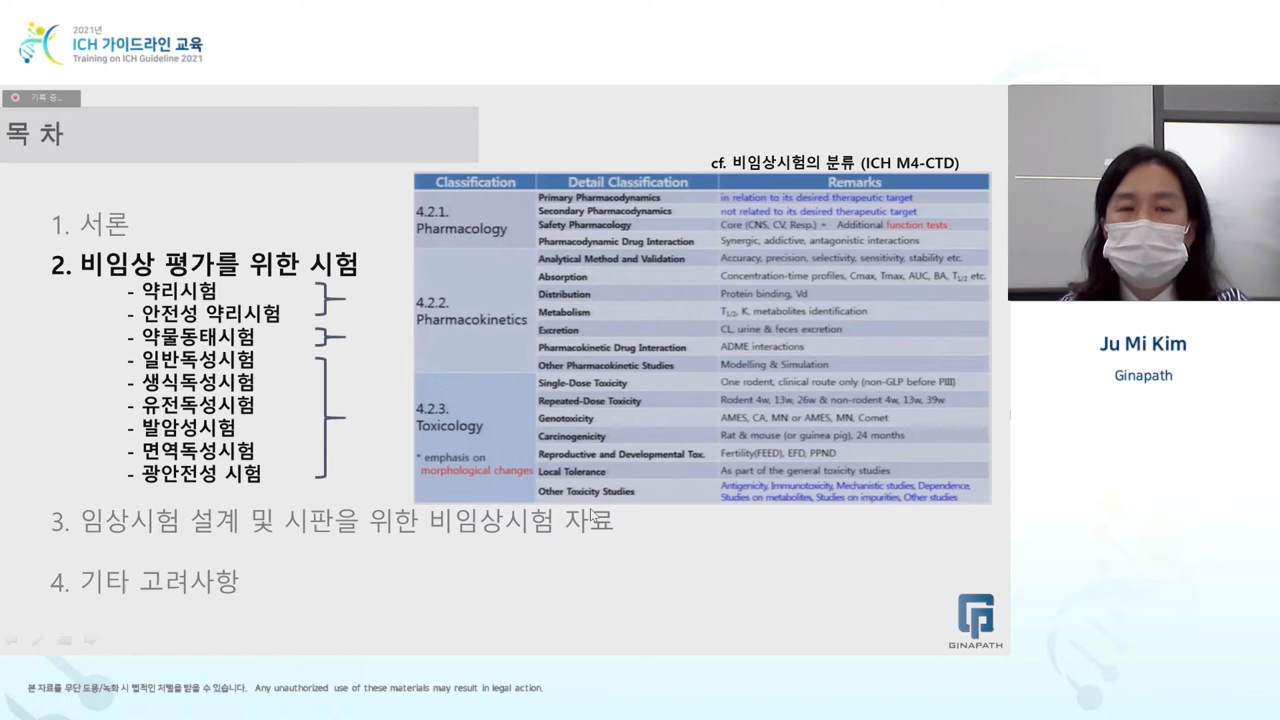 2021년
ICH 가이드라인 교육
Training on ICH Guideline 2021
기록 중...
목 차
cf. 비임상시험의 분류 (ICH M4-CTD)
1. 서론
2. 비임상 평가를 위한 시험
- 약리시험
- 안전성 약리시험
- 약물동태시험
- 일반독성시험
- 생식독성시험
- 유전독성시험
- 발암성시험
- 면역독성시험
- 광안전성 시험
3. 임상시험 설계 및 시판을 위한 비임상시험 자료
4. 기타 고려사항
Classification Detail Classification Remarks
4.2.1. Pharmacology
Primary Pharmacodynamics in relation to its desired therapeutic target
Secondary Pharmacodynamics not related to its desired therapeutic target
Safety Pharmacology Core (CNS, CV, Resp.) + Additional function tests
Pharmacodynamic Drug Interaction Synergic, addictive, antagonistic interactions
4.2.2. Pharmacokinetics
Analytical Method and Validation Accuracy, precision, selectivity, sensitivity, stability etc.
Absorption Concentration-time profiles, Cmax, Tmax, AUC, BA, T1/2 etc.
Distribution Protein binding, Vd
Metabolism T1/2, K, metabolites identification
Excretion CL, urine & feces excretion
Pharmacokinetic Drug Interaction ADME interactions
Other Pharmacokinetic Studies Modelling & Simulation
4.2.3. Toxicology
* emphasis on
morphological changes
Single-Dose Toxicity One rodent, clinical route only (non-GLP before PIII)
Repeated-Dose Toxicity Rodent 4w, 13w, 26w & non-rodent 4w, 13w, 39w
Genotoxicity AMES, CA, MN or AMES, MN, Comet
Carcinogenicity Rat & mouse (or guinea pig), 24 months
Reproductive and Developmental Tox. Fertility(FEED), EFD, PPND
Local Tolerance As part of the general toxicity studies
Other Toxicity Studies Antigenicity, Immunotoxicity, Mechanistic studies, Dependence,
Studies on metabolites, Studies on impurities, Other studies
GINAPATH
Ju Mi Kim
Ginapath
본 자료를 무단 도용/녹화 시 법적인 처벌을 받을 수 있습니다. Any unauthorized use of these materials may result in legal action.